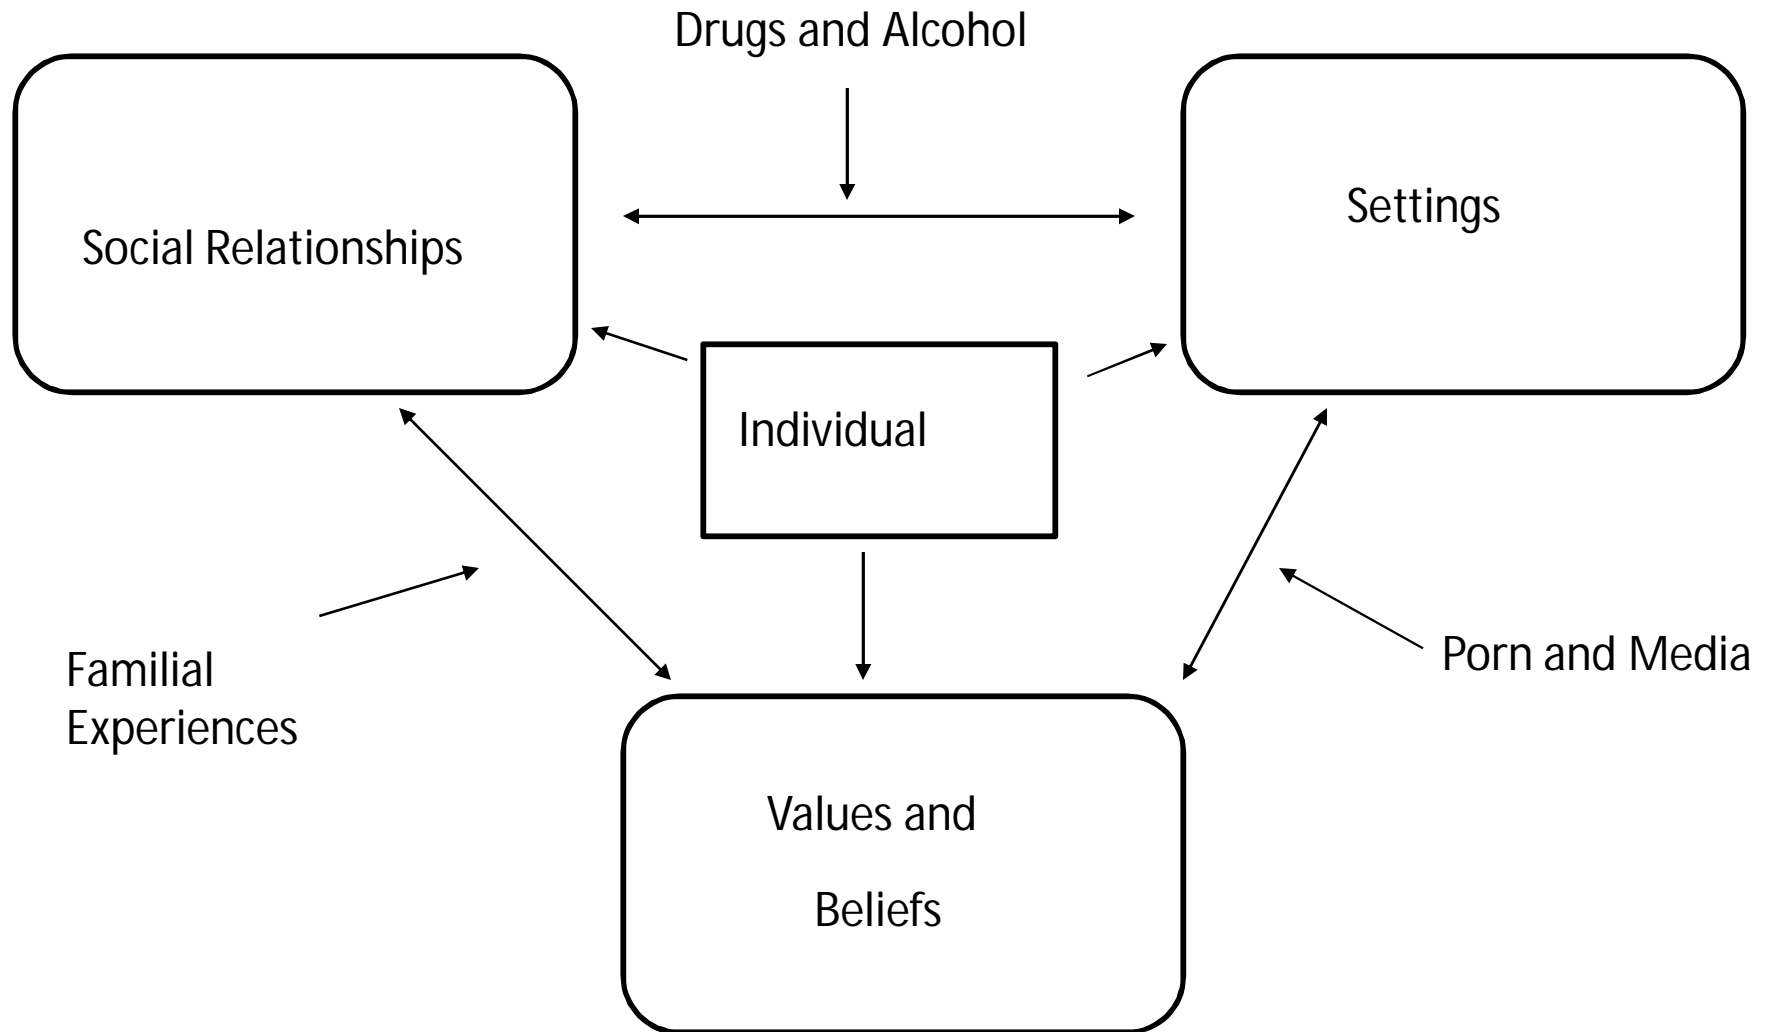 Drugs and Alcohol
Settings
Social Relationships
Individual
Familial
Experiences
Porn and Media
Values and
Beliefs